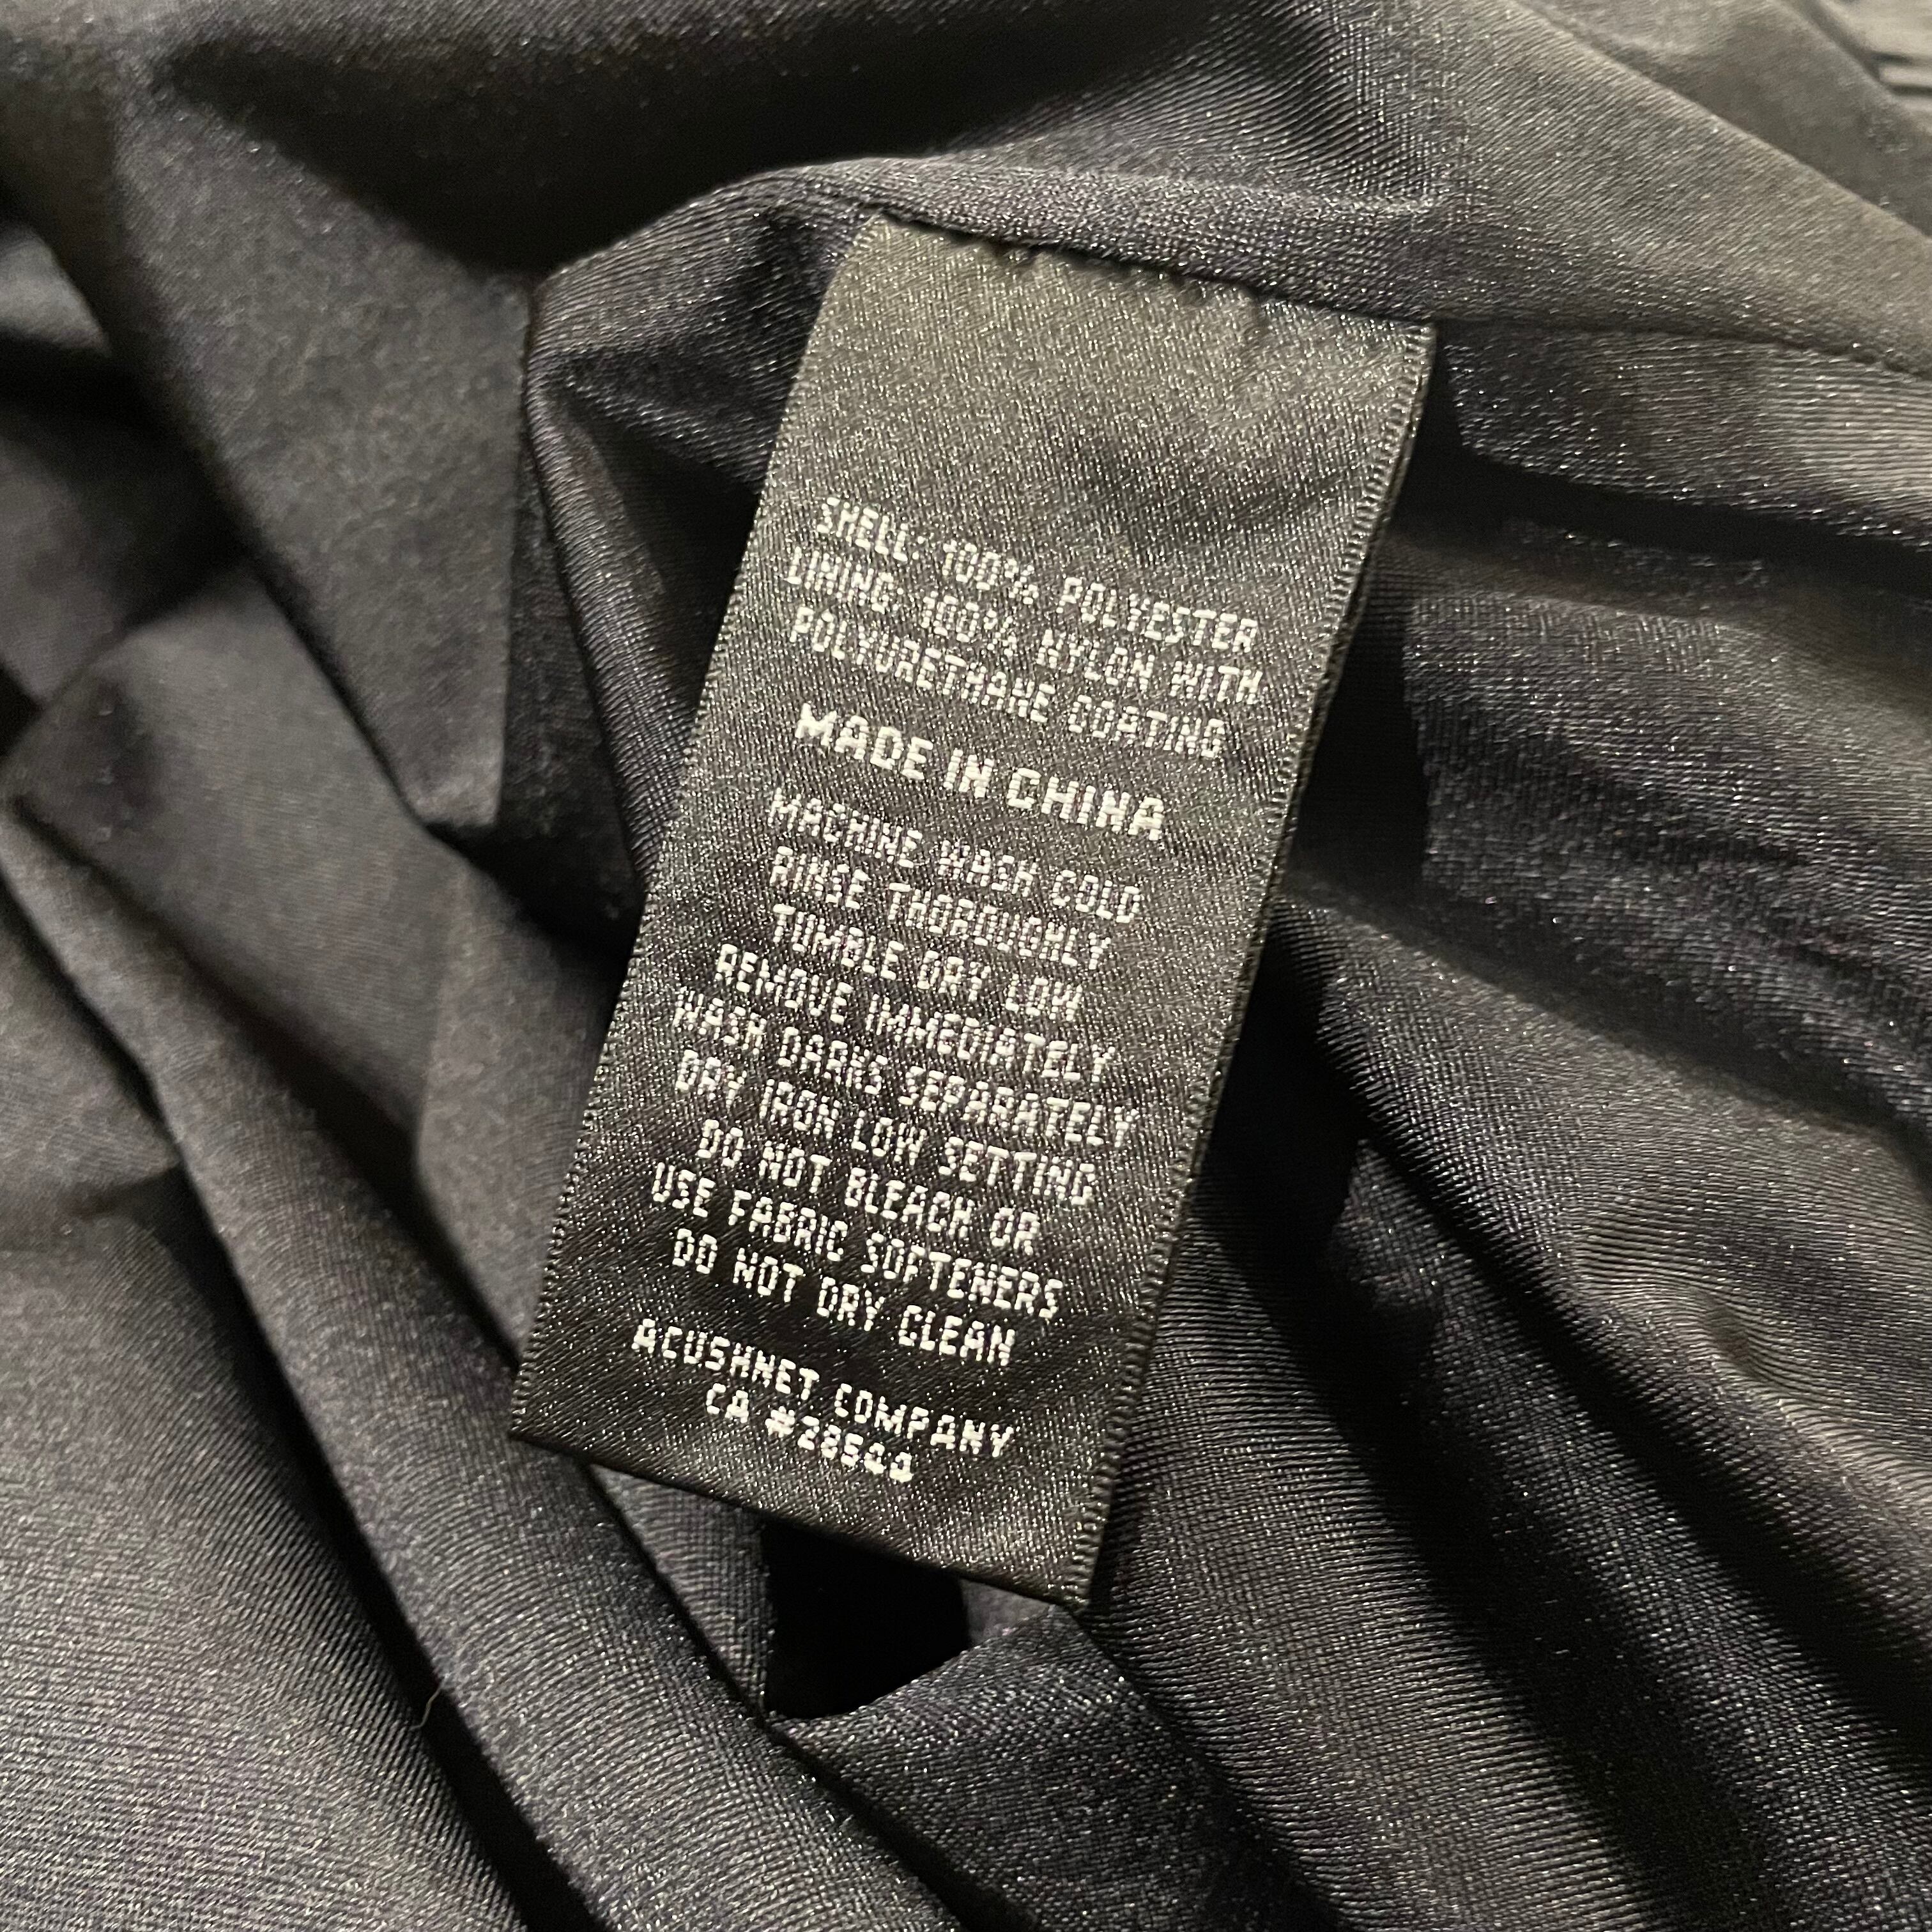 SHELL: 100% POLYESTER
LINING: 100% NYLON WITH
POLYURETHANE COATING
MADE IN CHINA
MACHINE WASH COLD
RINSE THOROUGHLY
TUMBLE DRY LOW
REMOVE IMMEDIATELY
WASH DARKS SEPARATELY
DRY IRON LOW SETTING
DO NOT BLEACH OR
USE FABRIC SOFTENERS
DO NOT DRY CLEAN
ACUSHNET COMPANY
CA #28544